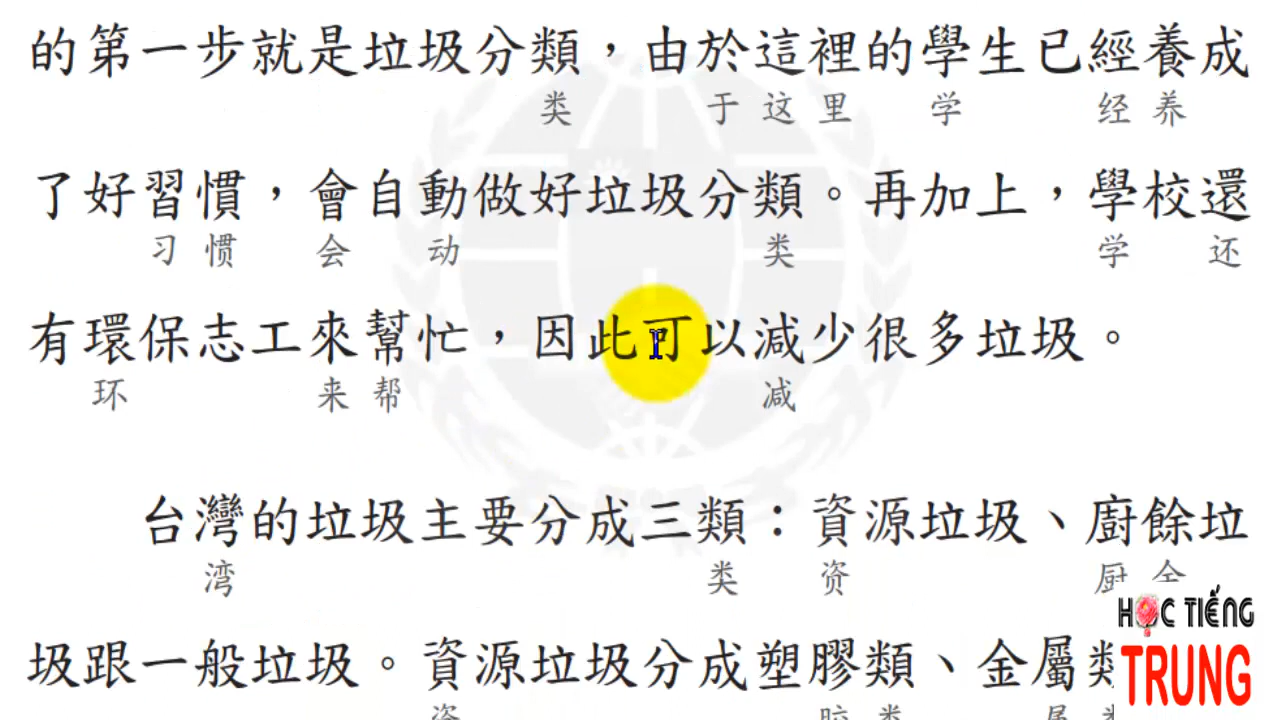 的第一步就是垃圾分類，由於這裡的學生已經養成
类 于 这 里 学 经 养
了好習慣，會自動做好垃圾分類。再加上，學校還
习 惯 会 动 类 学 还
有環保志工來幫忙，因此可以減少很多垃圾。
环 来 帮 减
台灣的垃圾主要分成三類：資源垃圾、廚餘垃
湾 类 资 厨
圾跟一般垃圾。資源垃圾分成塑膠類、金屬類
HỌC TIẾNG
TRUNG